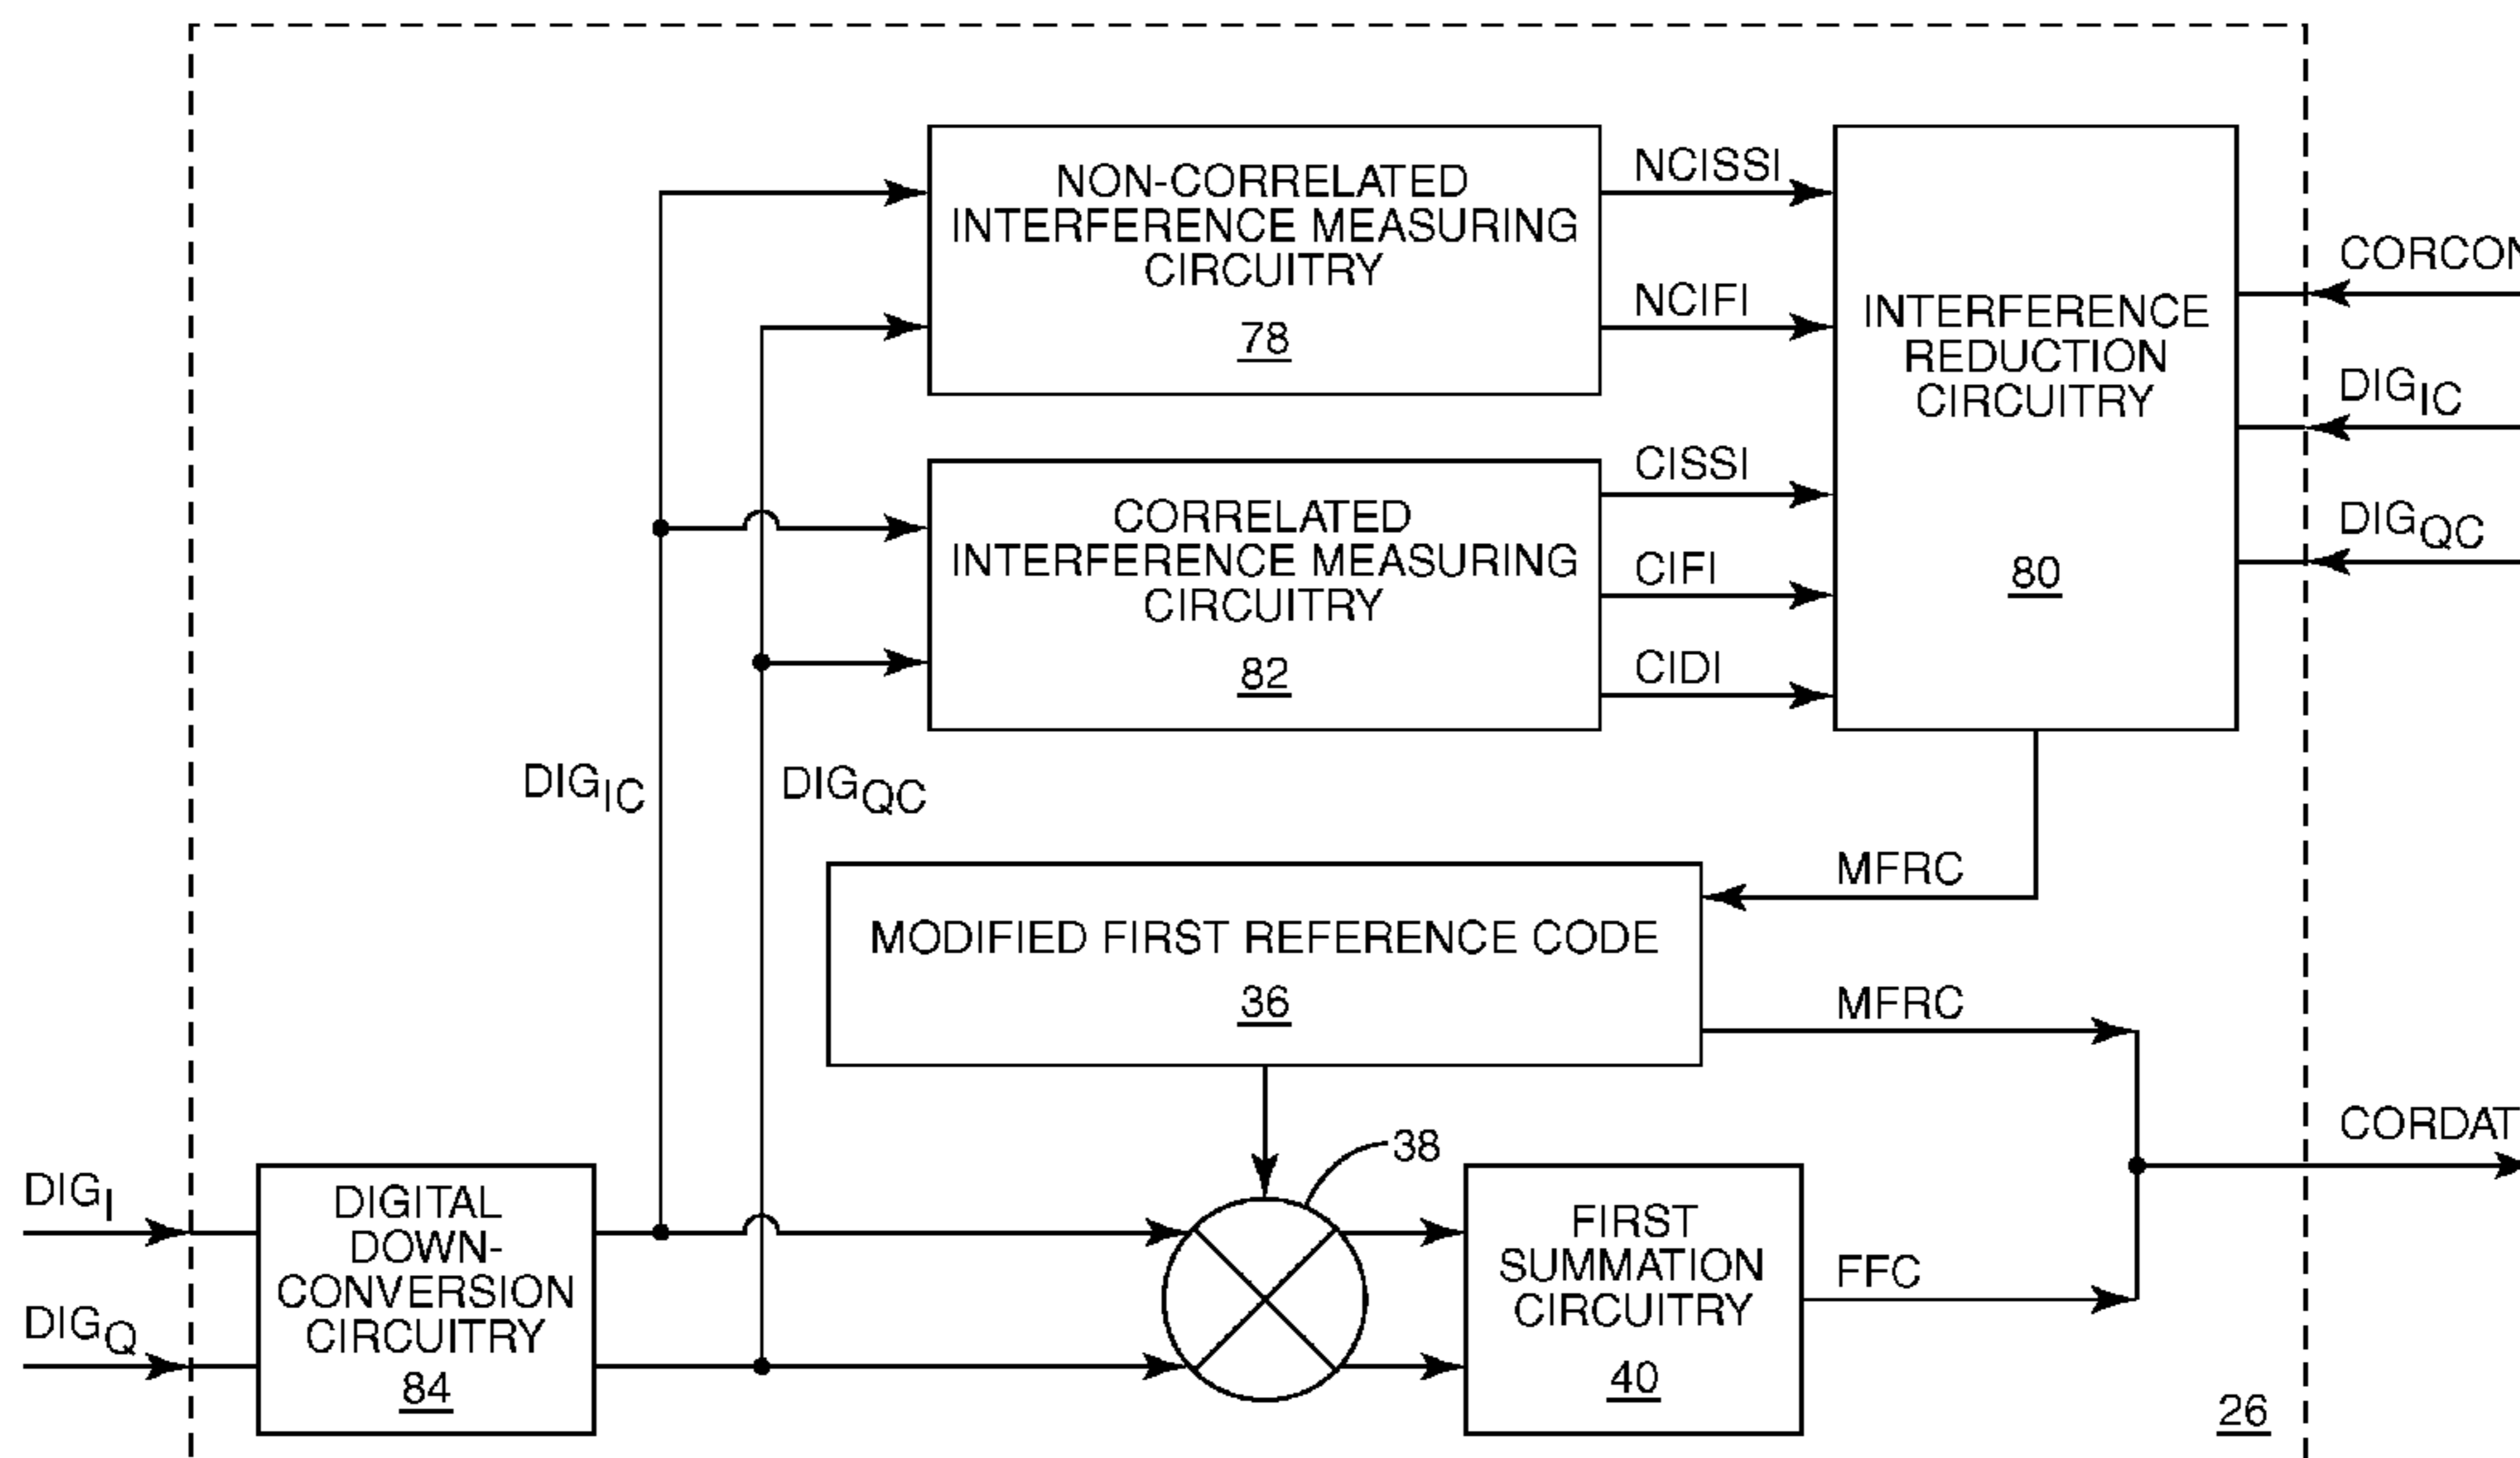 NON-CORRELATED
INTERFERENCE MEASURING
CIRCUITRY
78
NCISSI
NCIFI
INTERFERENCE
REDUCTION
CIRCUITRY
80
CORCON
DIGIC
DIGQC
CORRELATED
INTERFERENCE MEASURING
CIRCUITRY
82
CISSI
CIFI
CIDI
DIGIC
DIGQC
MFRC
MODIFIED FIRST REFERENCE CODE
36
MFRC
38
CORDAT
DIGI
DIGQ
DIGITAL
DOWN-
CONVERSION
CIRCUITRY
84
FIRST
SUMMATION
CIRCUITRY
40
FFC
26